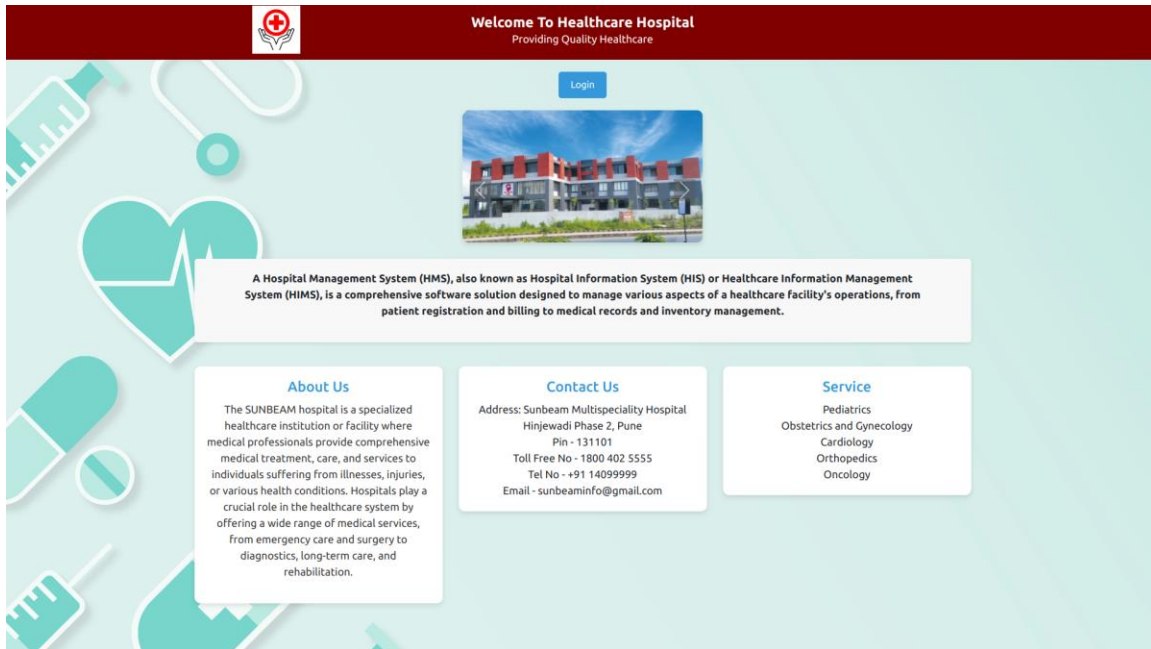 Welcome To Healthcare Hospital
Providing Quality Healthcare
Login
A Hospital Management System (HMS), also known as Hospital Information System (HIS) or Healthcare Information Management
System (HIMS), is a comprehensive software solution designed to manage various aspects of a healthcare facility's operations, from
patient registration and billing to medical records and inventory management.
About Us
The SUNBEAM hospital is a specialized
healthcare institution or facility where
medical professionals provide comprehensive
medical treatment, care, and services to
individuals suffering from illnesses, injuries,
or various health conditions. Hospitals play a
crucial role in the healthcare system by
offering a wide range of medical services,
from emergency care and surgery to
diagnostics, long-term care, and
rehabilitation.
Contact Us
Address: Sunbeam Multispeciality Hospital
Hinjewadi Phase 2, Pune
Pin - 131101
Toll Free No - 1800 402 5555
Tel No - +91 14099999
Email - sunbeaminfo@gmail.com
Service
Pediatrics
Obstetrics and Gynecology
Cardiology
Orthopedics
Oncology